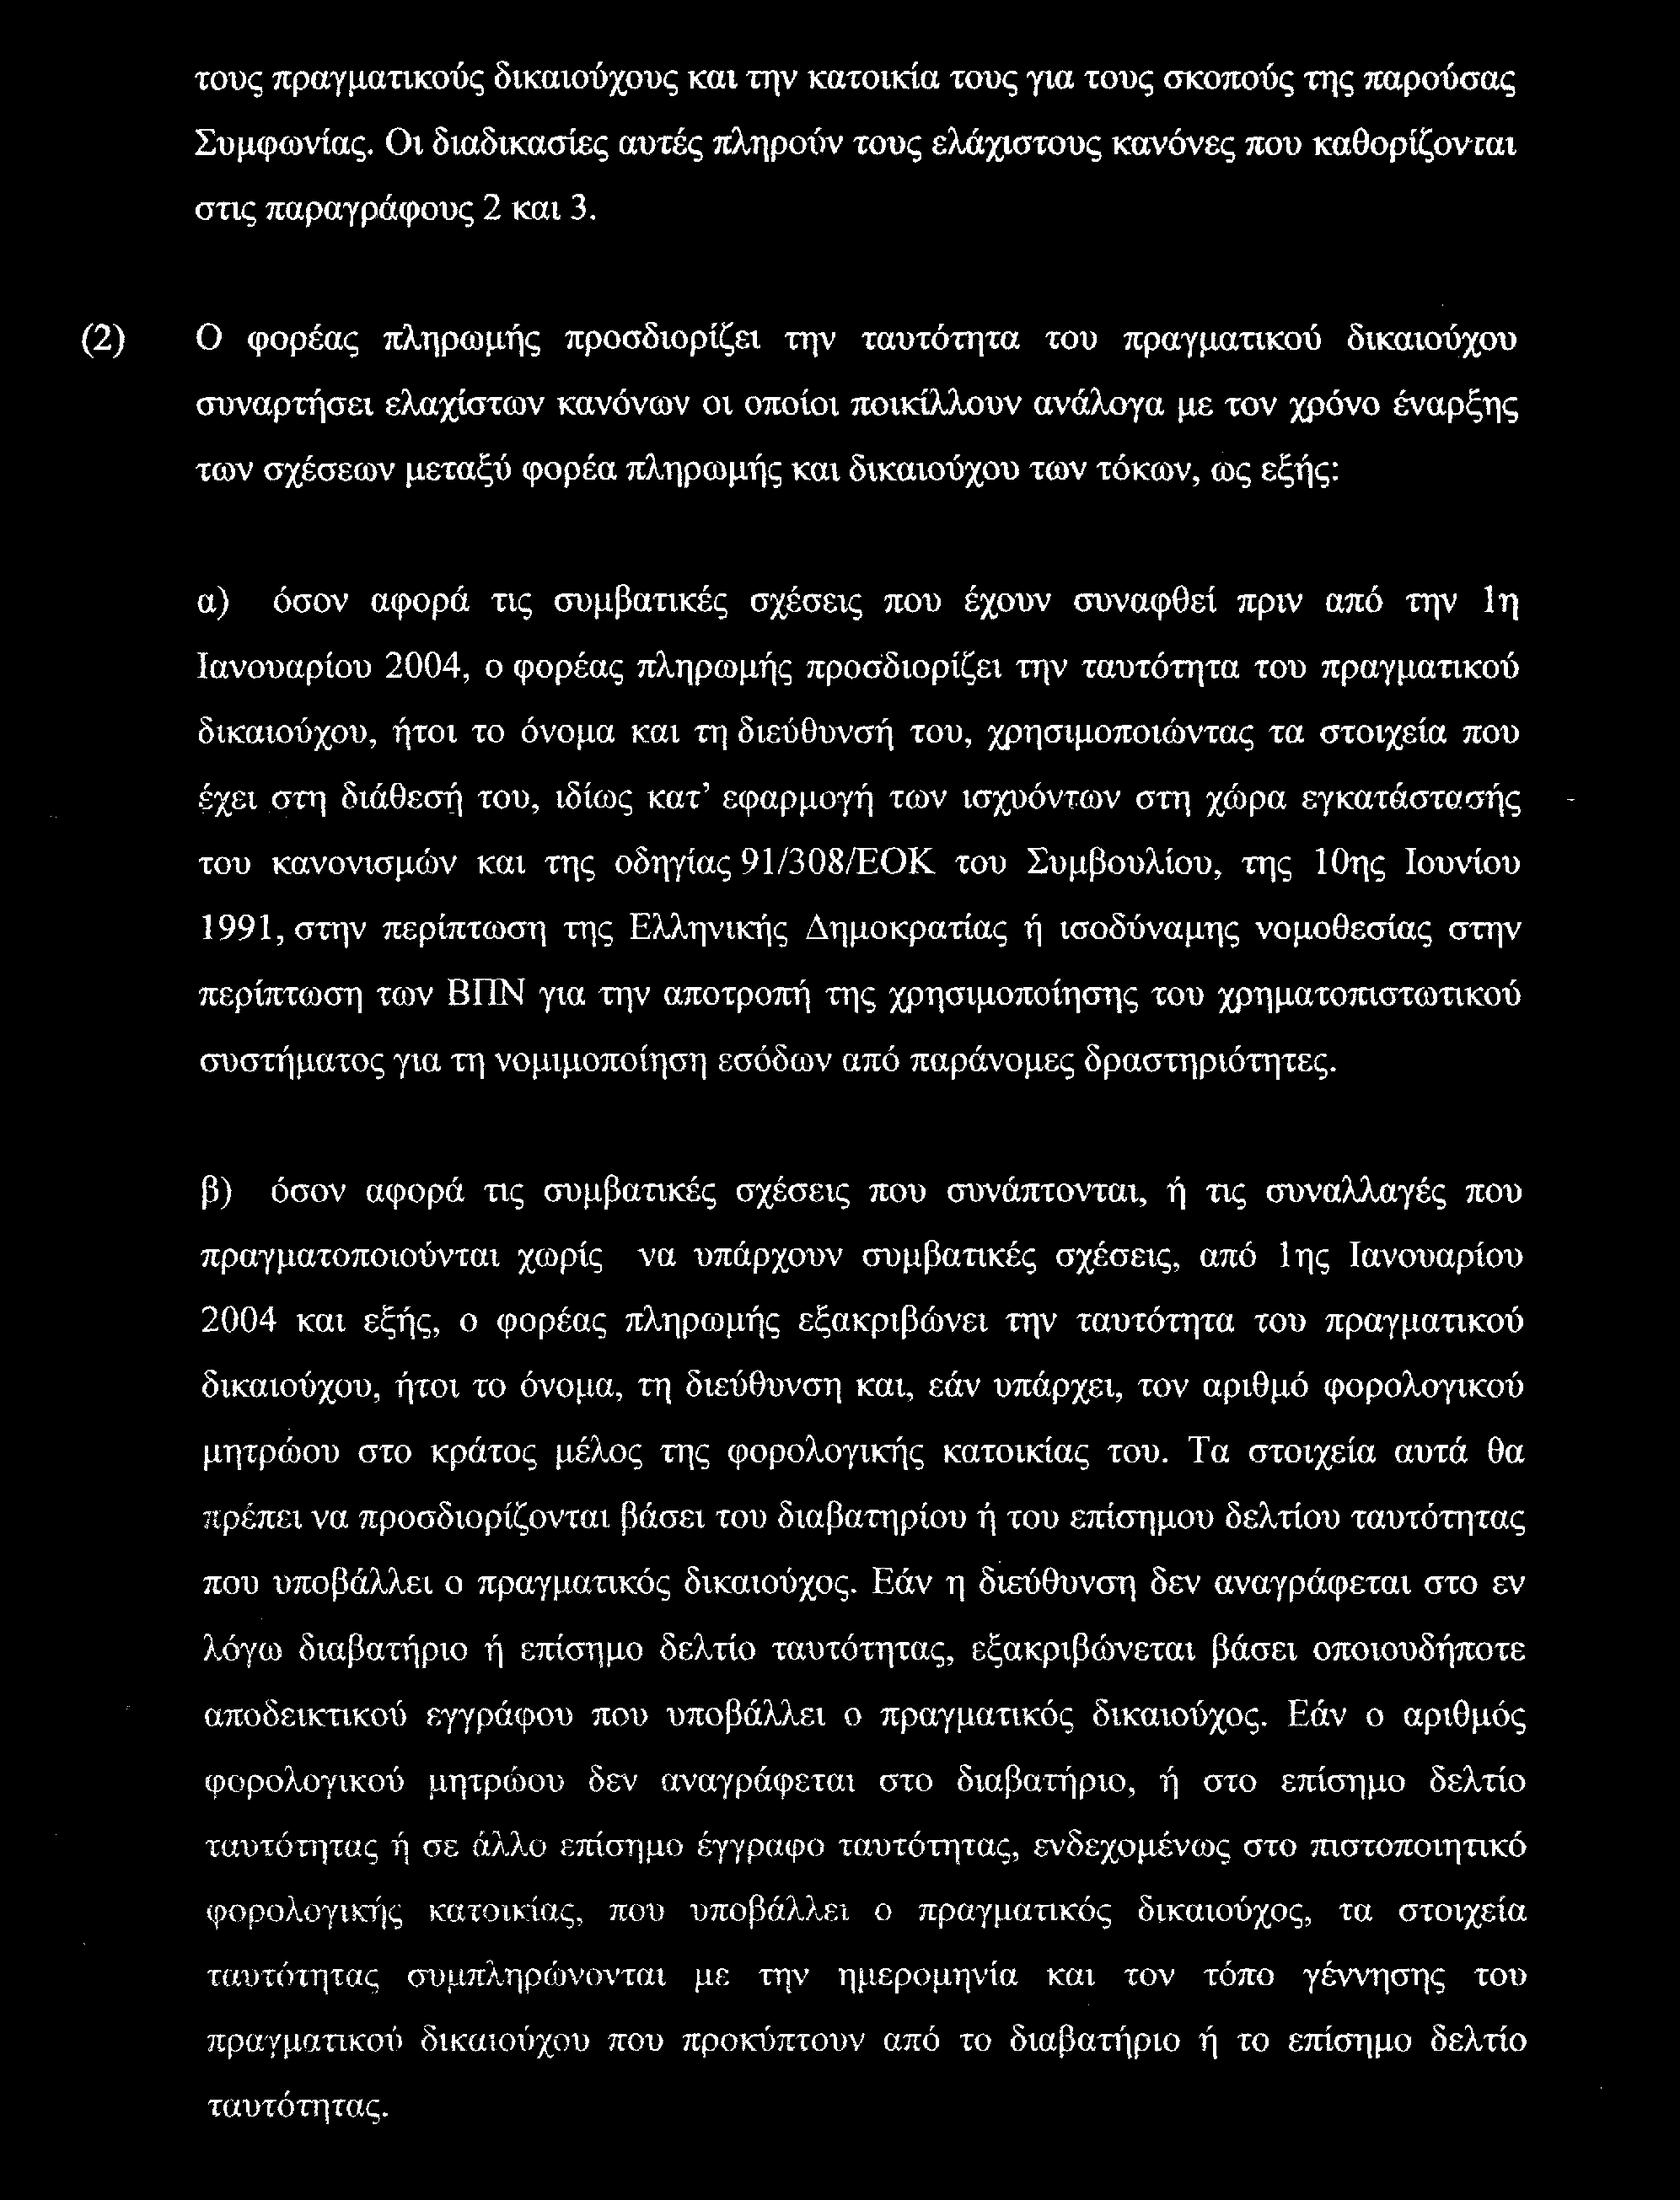 τους πραγματικούς δικαιούχους και την κατοικία τους για τους σκοπούς της παρούσας
Συμφωνίας. Οι διαδικασίες αυτές πληρούν τους ελάχιστους κανόνες που καθορίζονται
στις παραγράφους 2 και 3.
(2) Ο φορέας πληρωμής προσδιορίζει την ταυτότητα του πραγματικού δικαιούχου
συναρτήσει ελαχίστων κανόνων οι οποίοι ποικίλλουν ανάλογα με τον χρόνο έναρξης
των σχέσεων μεταξύ φορέα πληρωμής και δικαιούχου των τόκων, ως εξής:
α) όσον αφορά τις συμβατικές σχέσεις που έχουν συναφθεί πριν από την 1η
Ιανουαρίου 2004, ο φορέας πληρωμής προσδιορίζει την ταυτότητα του πραγματικού
δικαιούχου, ήτοι το όνομα και τη διεύθυνσή του, χρησιμοποιώντας τα στοιχεία που
έχει στη διάθεσή του, ιδίως κατ’ εφαρμογή των ισχυόντων στη χώρα εγκατάστασής
του κανονισμών και της οδηγίας 91/308/ΕΟΚ του Συμβουλίου, της 10ης Ιουνίου
1991, στην περίπτωση της Ελληνικής Δημοκρατίας ή ισοδύναμης νομοθεσίας στην
περίπτωση των ΒΠΝ για την αποτροπή της χρησιμοποίησης του χρηματοπιστωτικού
συστήματος για τη νομιμοποίηση εσόδων από παράνομες δραστηριότητες.
β) όσον αφορά τις συμβατικές σχέσεις που συνάπτονται, ή τις συναλλαγές που
πραγματοποιούνται χωρίς να υπάρχουν συμβατικές σχέσεις, από 1ης Ιανουαρίου
2004 και εξής, ο φορέας πληρωμής εξακριβώνει την ταυτότητα του πραγματικού
δικαιούχου, ήτοι το όνομα, τη διεύθυνση και, εάν υπάρχει, τον αριθμό φορολογικού
μητρώου στο κράτος μέλος της φορολογικής κατοικίας του. Τα στοιχεία αυτά θα
πρέπει να προσδιορίζονται βάσει του διαβατηρίου ή του επίσημου δελτίου ταυτότητας
που υποβάλλει ο πραγματικός δικαιούχος. Εάν η διεύθυνση δεν αναγράφεται στο εν
λόγω διαβατήριο ή επίσημο δελτίο ταυτότητας, εξακριβώνεται βάσει οποιουδήποτε
αποδεικτικού εγγράφου που υποβάλλει ο πραγματικός δικαιούχος. Εάν ο αριθμός
φορολογικού μητρώου δεν αναγράφεται στο διαβατήριο, ή στο επίσημο δελτίο
ταυτότητας ή σε άλλο επίσημο έγγραφο ταυτότητας, ενδεχομένως στο πιστοποιητικό
φορολογικής κατοικίας, που υποβάλλει ο πραγματικός δικαιούχος, τα στοιχεία
ταυτότητας συμπληρώνονται με την ημερομηνία και τον τόπο γέννησης του
πραγματικού δικαιούχου που προκύπτουν από το διαβατήριο ή το επίσημο δελτίο
ταυτότητας.